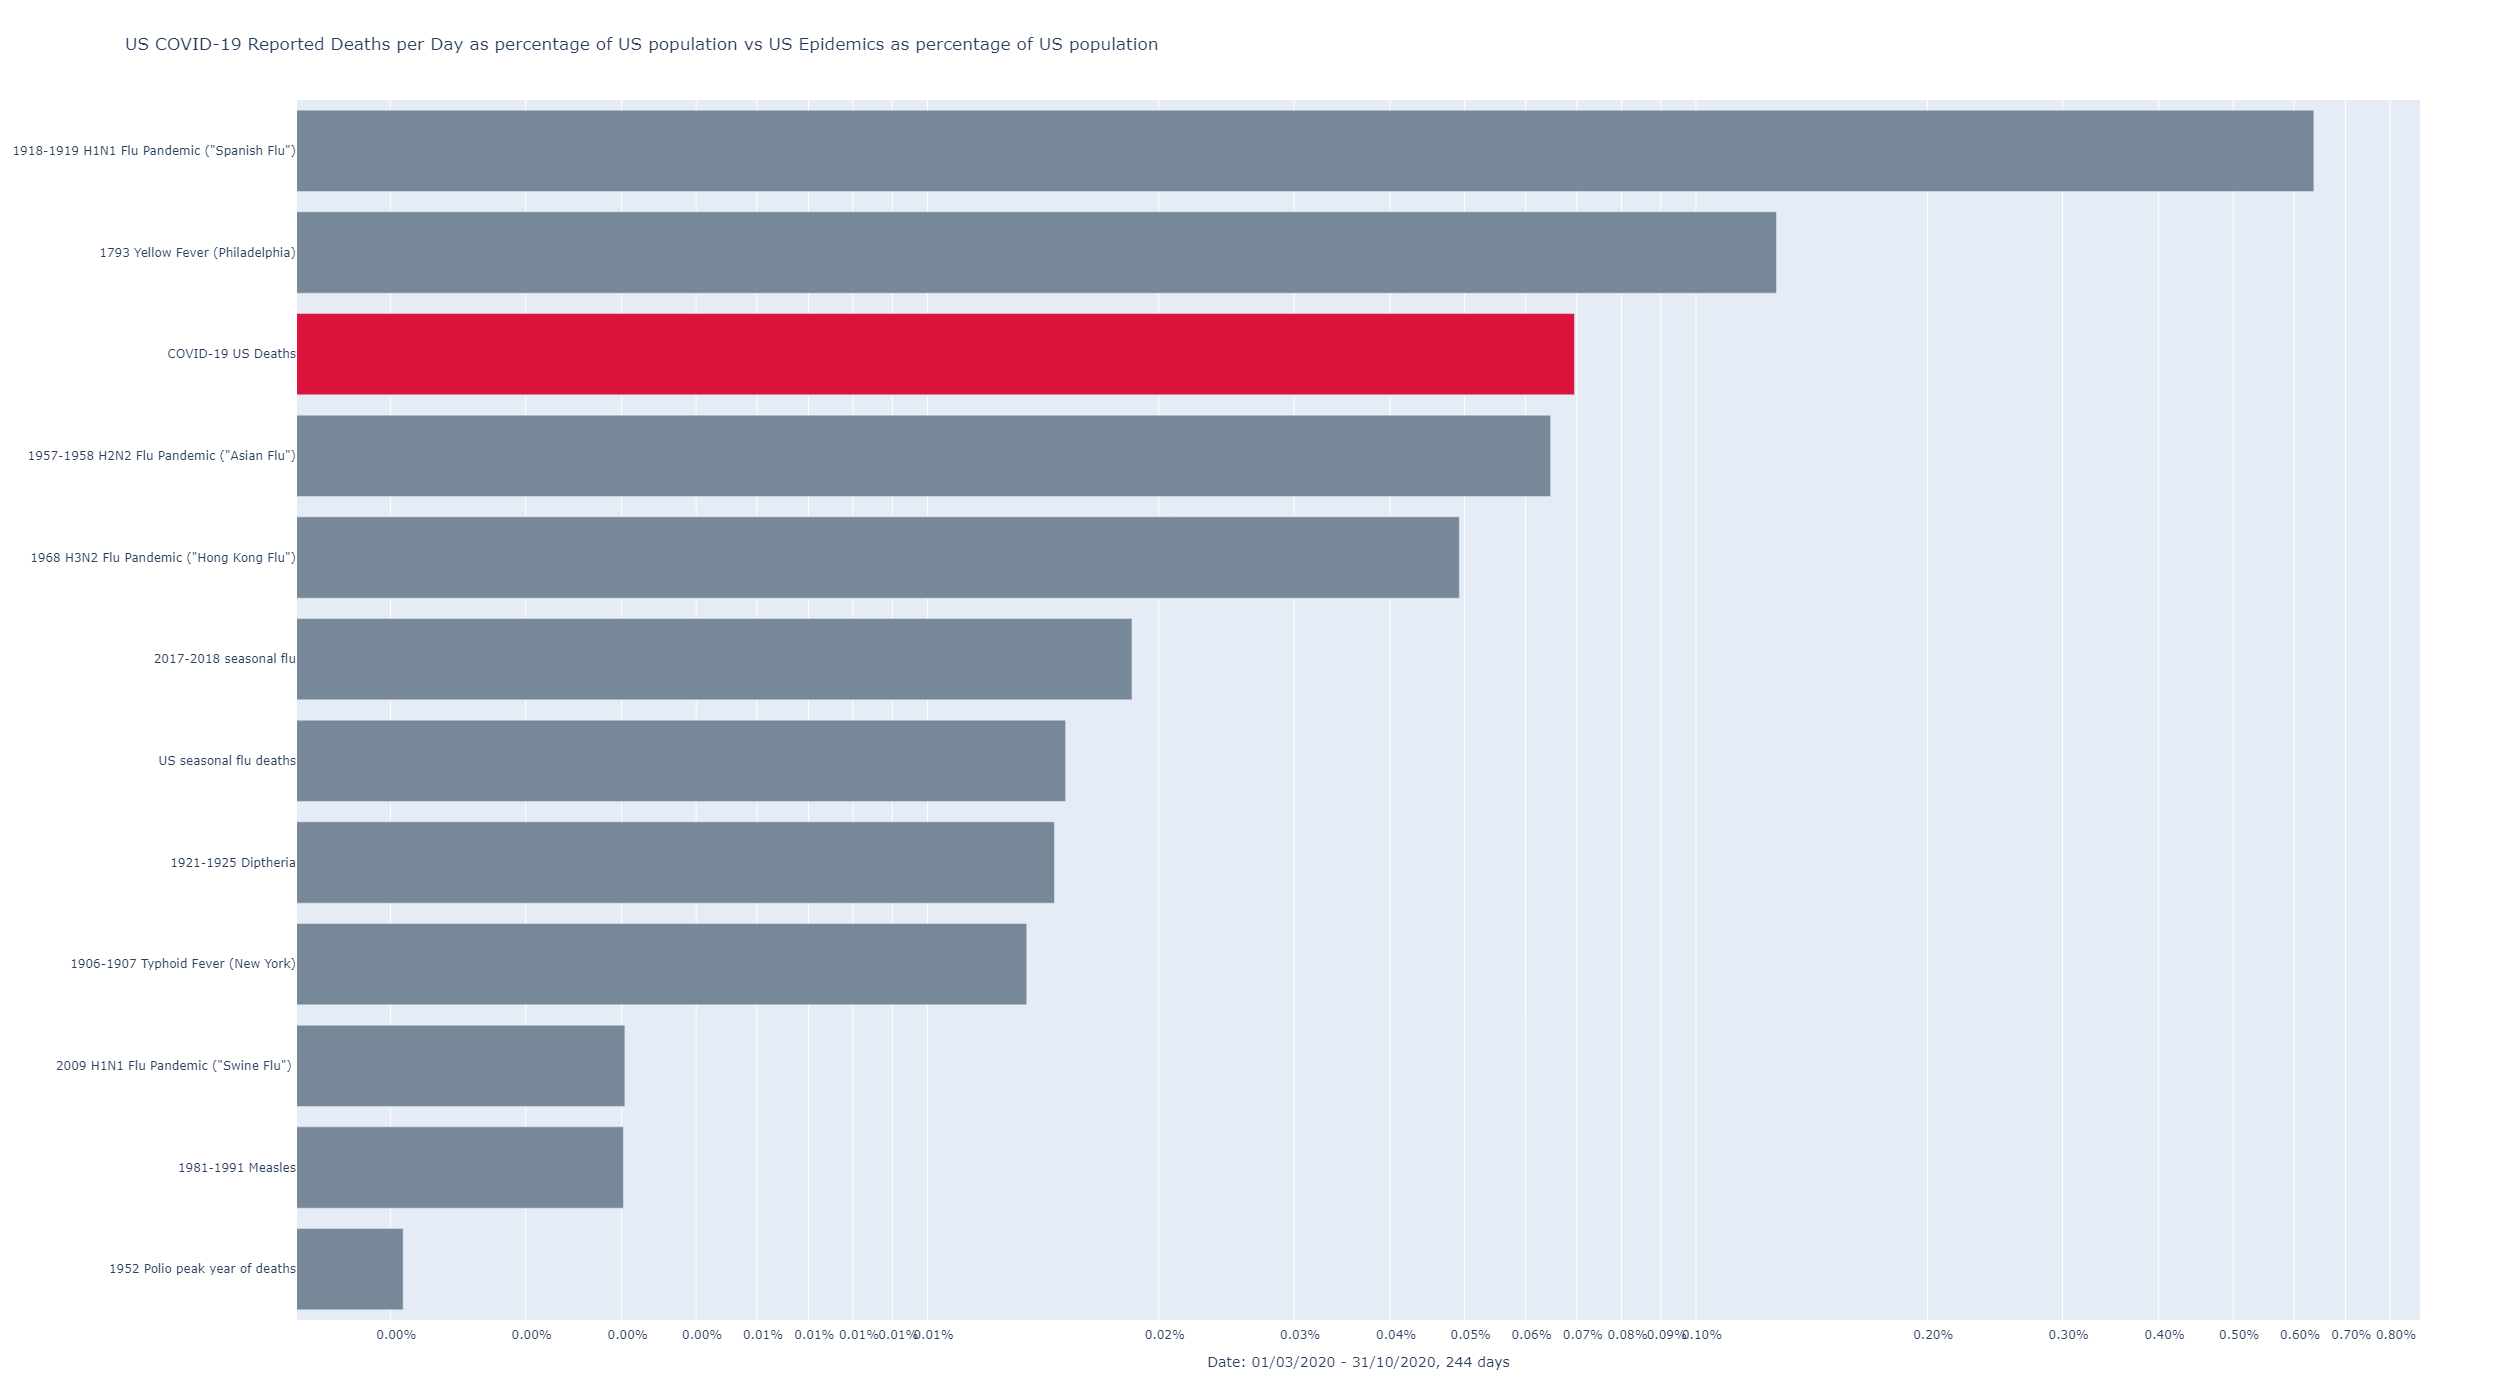 US COVID-19 Reported Deaths per Day as percentage of US population vs US Epidemics as percentage of US population
1918-1919 H1N1 Flu Pandemic ("Spanish Flu")
1793 Yellow Fever (Philadelphia)
COVID-19 US Deaths
1957-1958 H2N2 Flu Pandemic ("Asian Flu")
1968 H3N2 Flu Pandemic ("Hong Kong Flu")
2017-2018 seasonal flu
US seasonal flu deaths
1921-1925 Diptheria
1906-1907 Typhoid Fever (New York)
2009 H1N1 Flu Pandemic ("Swine Flu")
1981-1991 Measles
1952 Polio peak year of deaths
0.00% 0.00% 0.00% 0.00% 0.01% 0.01% 0.01% 0.01% 0.01% 0.02% 0.03% 0.04% 0.05% 0.06% 0.07% 0.08% 0.09% 0.10% 0.20% 0.30% 0.40% 0.50% 0.60% 0.70% 0.80%
Date: 01/03/2020 - 31/10/2020, 244 days